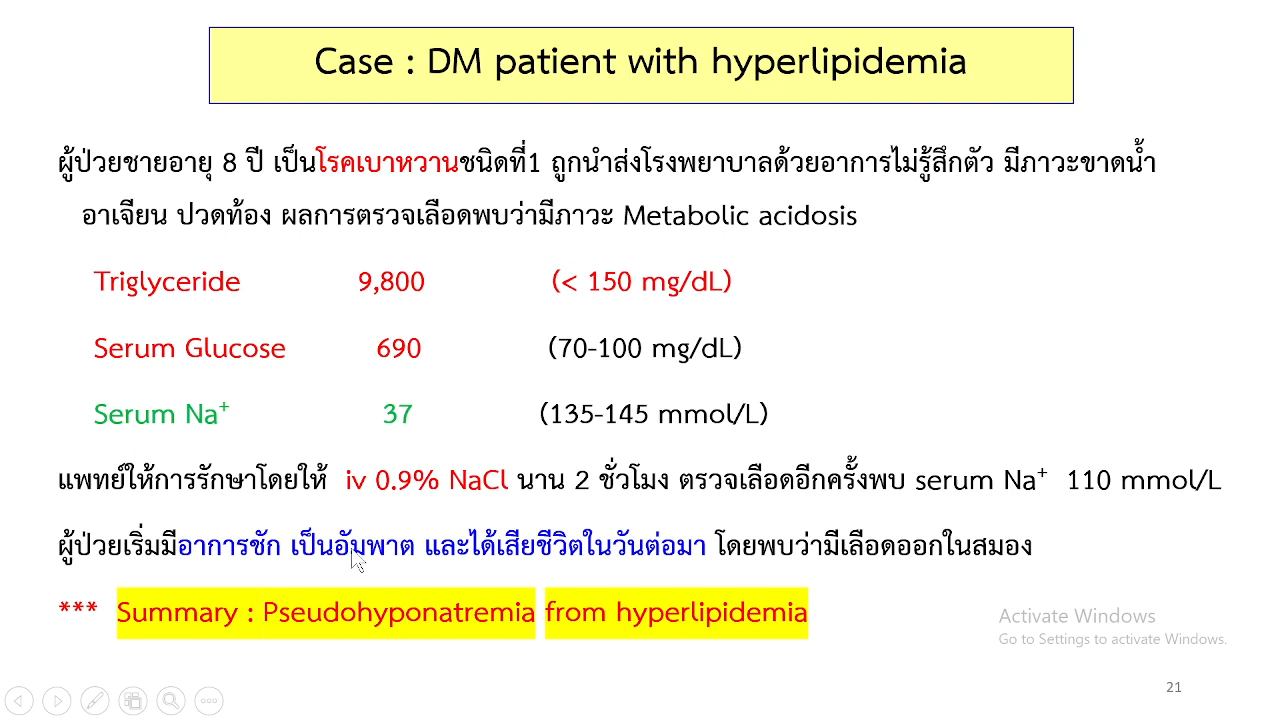 Case : DM patient with hyperlipidemia
ผู้ป่วยชายอายุ 8 ปี เป็นโรคเบาหวานชนิดที่1 ถูกนำส่งโรงพยาบาลด้วยอาการไม่รู้สึกตัว มีภาวะขาดน้ำ
อาเจียน ปวดท้อง ผลการตรวจเลือดพบว่ามีภาวะ Metabolic acidosis
Triglyceride 9,800 (< 150 mg/dL)
Serum Glucose 690 (70-100 mg/dL)
Serum Na⁺ 37 (135-145 mmol/L)
แพทย์ให้การรักษาโดยให้ iv 0.9% NaCl นาน 2 ชั่วโมง ตรวจเลือดอีกครั้งพบ serum Na⁺ 110 mmol/L
ผู้ป่วยเริ่มมีอาการชัก เป็นอัมพาต และได้เสียชีวิตในวันต่อมา โดยพบว่ามีเลือดออกในสมอง
*** Summary : Pseudohyponatremia from hyperlipidemia
Activate Windows
Go to Settings to activate Windows.
21